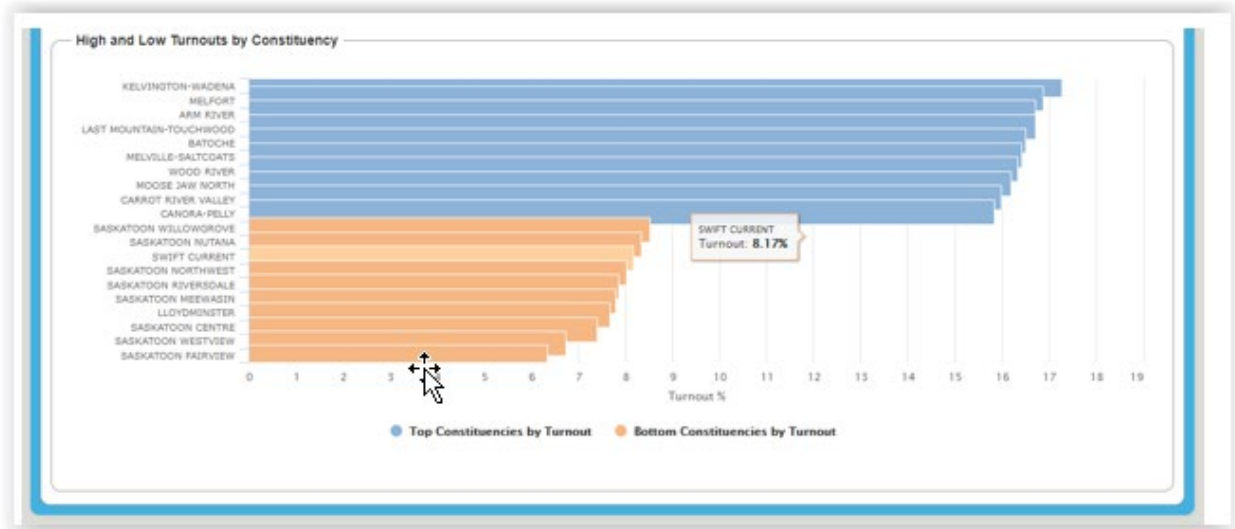 High and Low Turnouts by Constituency
KELVINGTON-WADENA
MELFORT
ARM RIVER
LAST MOUNTAIN-TOUCHWOOD
BATOCHE
MELVILLE-SALTCOATS
WOOD RIVER
MOOSE JAW NORTH
CARROT RIVER VALLEY
CANORA-PELLY
SASKATOON WILLOWGROVE
SASKATOON NUTANA
SWIFT CURRENT
SASKATOON NORTHWEST
SASKATOON RIVERSDALE
SASKATOON MEEWASIN
LLOYDMINSTER
SASKATOON CENTRE
SASKATOON WESTVIEW
SASKATOON FAIRVIEW
SWIFT CURRENT
Turnout: 8.17%
0 1 2 3 4 5 6 7 8 9 10 11 12 13 14 15 16 17 18 19
Turnout %
Top Constituencies by Turnout Bottom Constituencies by Turnout